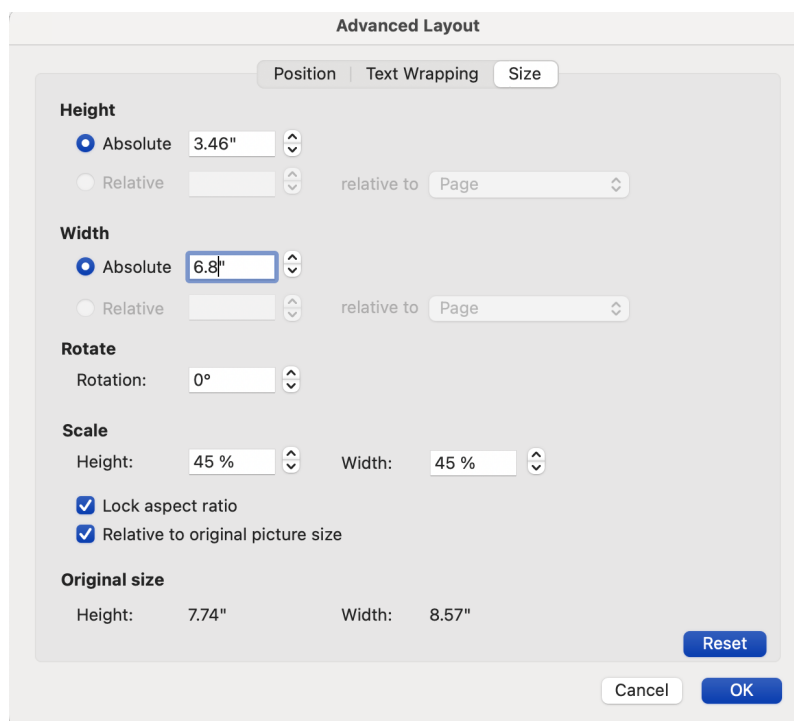 Advanced Layout
Position Text Wrapping Size
Height
Absolute 3.46"
Relative relative to Page
Width
Absolute 6.8"
Relative relative to Page
Rotate
Rotation: 0°
Scale
Height: 45 % Width: 45 %
Lock aspect ratio
Relative to original picture size
Original size
Height: 7.74" Width: 8.57"
Reset
Cancel OK